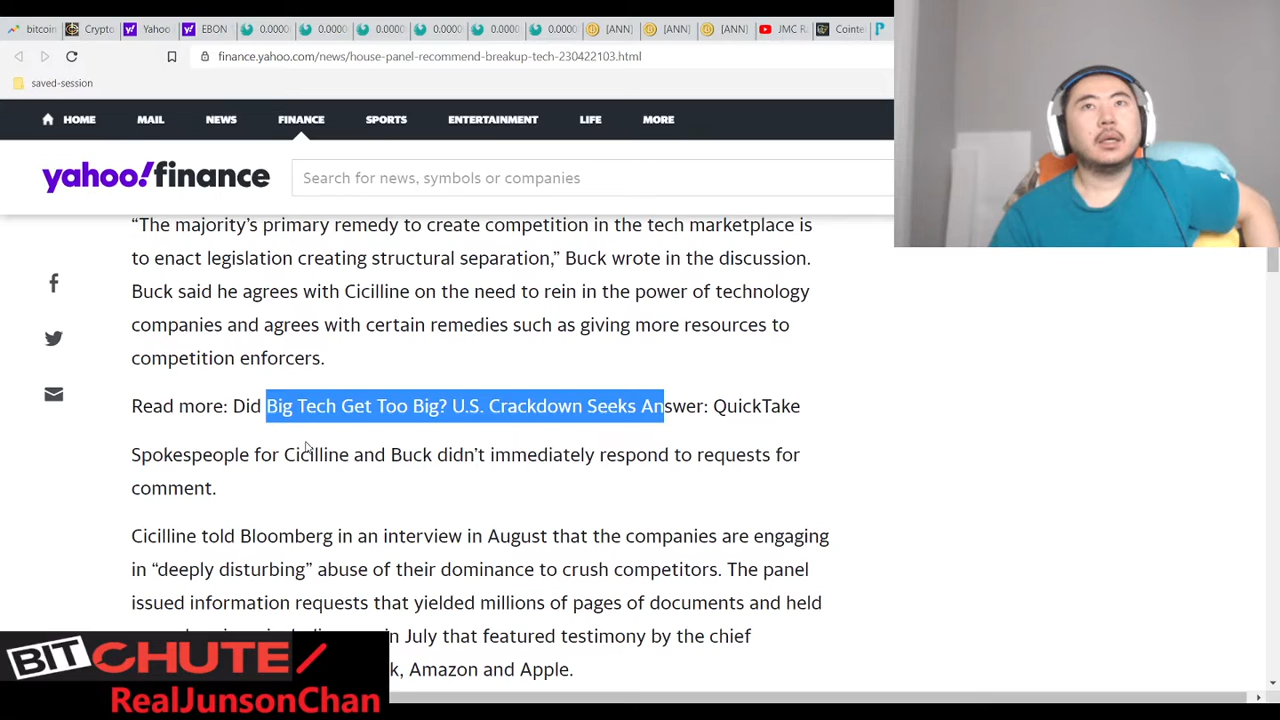 bitcoin
Crypto
Yahoo
EBON
0.0000
0.0000
0.0000
0.0000
0.0000
0.0000
[ANN]
[ANN]
[ANN]
JMC R
Cointe
finance.yahoo.com/news/house-panel-recommend-breakup-tech-230422103.html
saved-session
HOME MAIL NEWS FINANCE SPORTS ENTERTAINMENT LIFE MORE
yahoo!finance
Search for news, symbols or companies
“The majority’s primary remedy to create competition in the tech marketplace is
to enact legislation creating structural separation,” Buck wrote in the discussion.
Buck said he agrees with Cicilline on the need to rein in the power of technology
companies and agrees with certain remedies such as giving more resources to
competition enforcers.
Read more: Did Big Tech Get Too Big? U.S. Crackdown Seeks Answer: QuickTake
Spokespeople for Cicilline and Buck didn’t immediately respond to requests for
comment.
Cicilline told Bloomberg in an interview in August that the companies are engaging
in “deeply disturbing” abuse of their dominance to crush competitors. The panel
issued information requests that yielded millions of pages of documents and held
in July that featured testimony by the chief
k, Amazon and Apple.
BITCHUTE/
RealJunsonChan